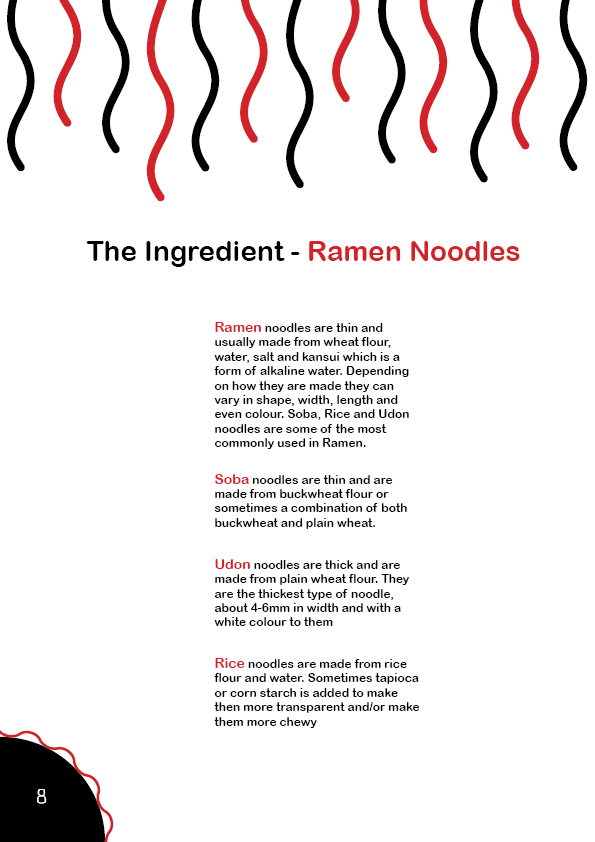 The Ingredient - Ramen Noodles
Ramen noodles are thin and
usually made from wheat flour,
water, salt and kansui which is a
form of alkaline water. Depending
on how they are made they can
vary in shape, width, length and
even colour. Soba, Rice and Udon
noodles are some of the most
commonly used in Ramen.
Soba noodles are thin and are
made from buckwheat flour or
sometimes a combination of both
buckwheat and plain wheat.
Udon noodles are thick and are
made from plain wheat flour. They
are the thickest type of noodle,
about 4-6mm in width and with a
white colour to them
Rice noodles are made from rice
flour and water. Sometimes tapioca
or corn starch is added to make
then more transparent and/or make
them more chewy
8